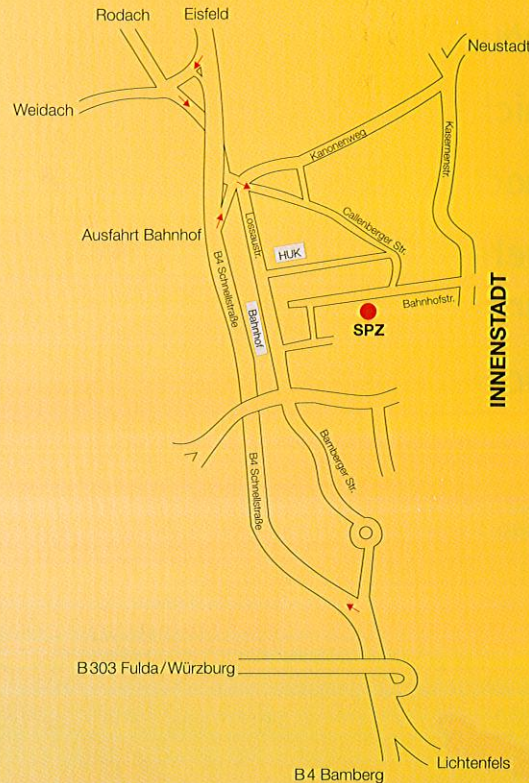 Rodach
Eisfeld
Neustadt
Weidach
Kanonenweg
Kasernenstr.
Callenberger Str.
Ausfahrt Bahnhof
Lossaustr.
HUK
B4 Schnellstraße
Bahnhofstr.
INNENSTADT
Bahnhof
SPZ
Bamberger Str.
B4 Schnellstraße
B303 Fulda/Würzburg
Lichtenfels
B4 Bamberg